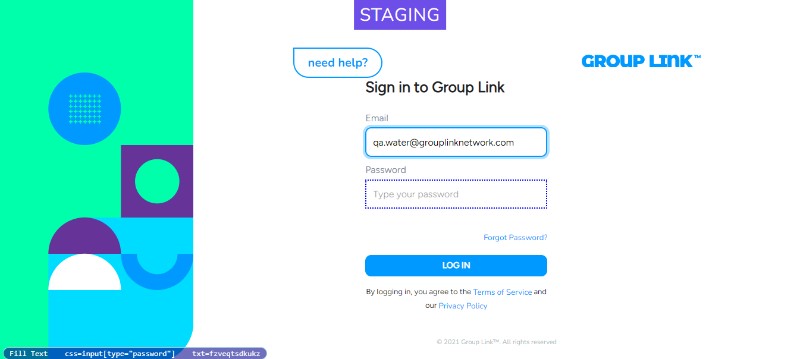 STAGING
need help?
GROUP LINK™
Sign in to Group Link
Email
qa.water@grouplinknetwork.com
Password
Type your password
Forgot Password?
LOG IN
By logging in, you agree to the Terms of Service and
our Privacy Policy
© 2021 Group Link™. All rights reserved
Fill Text css=input[type="password"] txt=fzveqtsdkukz